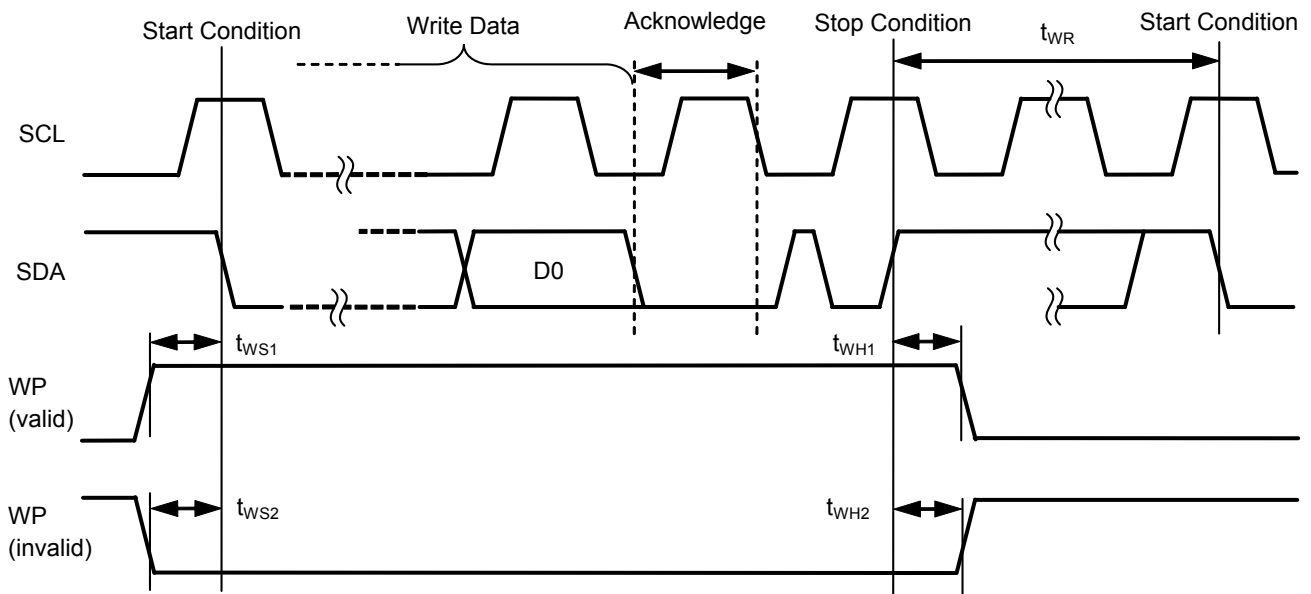 Start Condition
Write Data
Acknowledge
Stop Condition
tWR
Start Condition
SCL
SDA
D0
tWS1
tWH1
WP
(valid)
tWS2
tWH2
WP
(invalid)